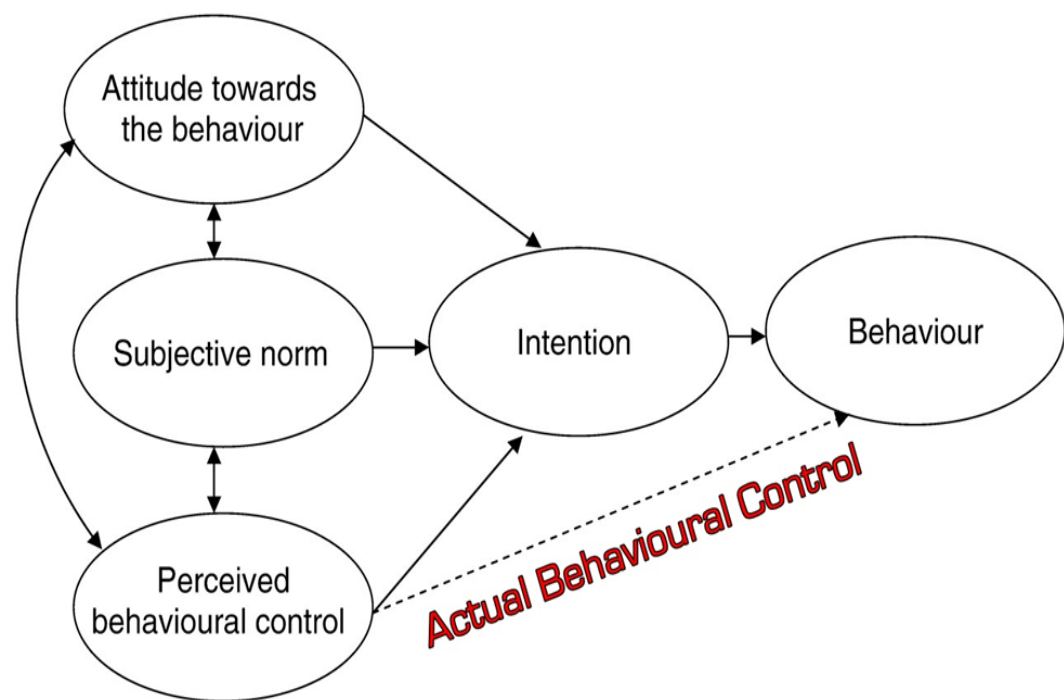 Attitude towards
the behaviour
Subjective norm
Intention
Behaviour
Perceived
behavioural control
Actual Behavioural Control